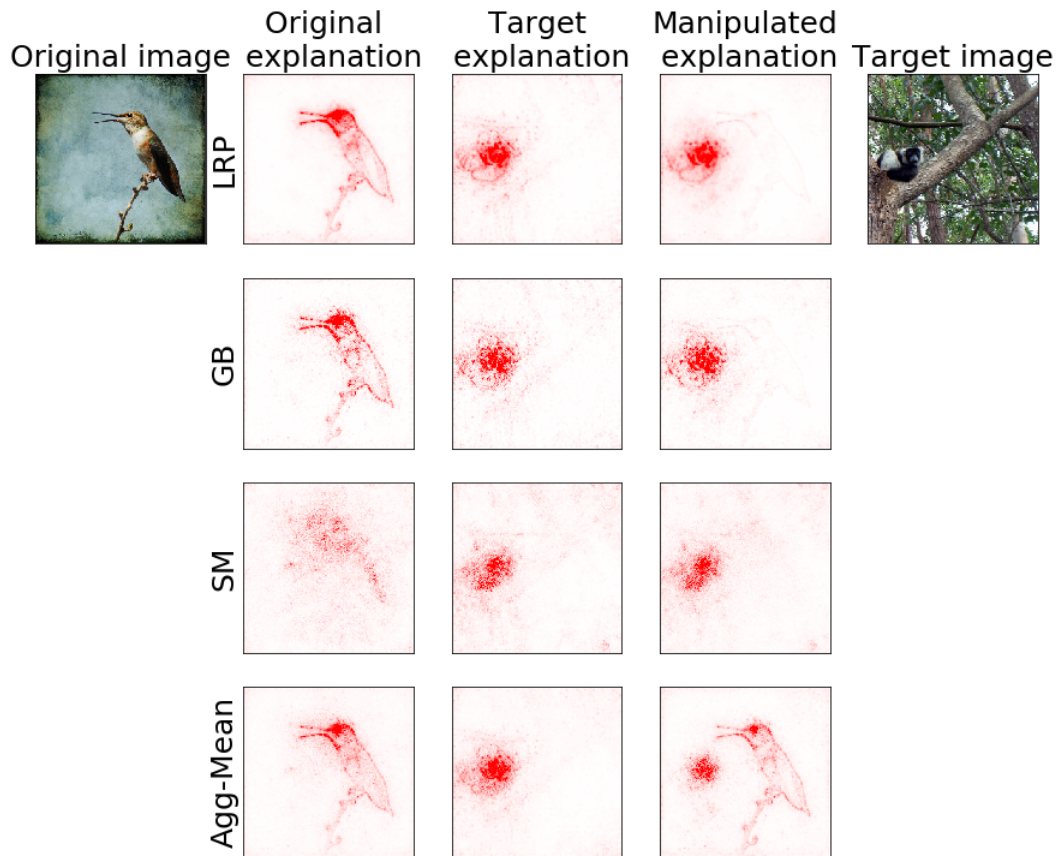 Original image
Original
explanation
Target
explanation
Manipulated
explanation
Target image
LRP
GB
SM
Agg-Mean